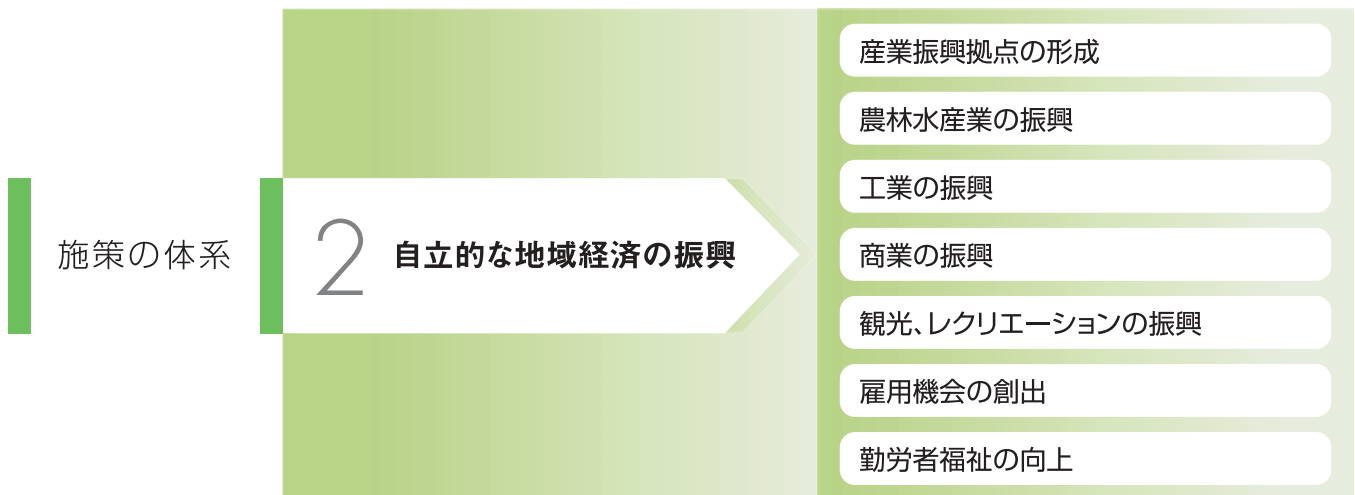 施策の体系
2 自立的な地域経済の振興
産業振興拠点の形成
農林水産業の振興
工業の振興
商業の振興
観光、レクリエーションの振興
雇用機会の創出
勤労者福祉の向上